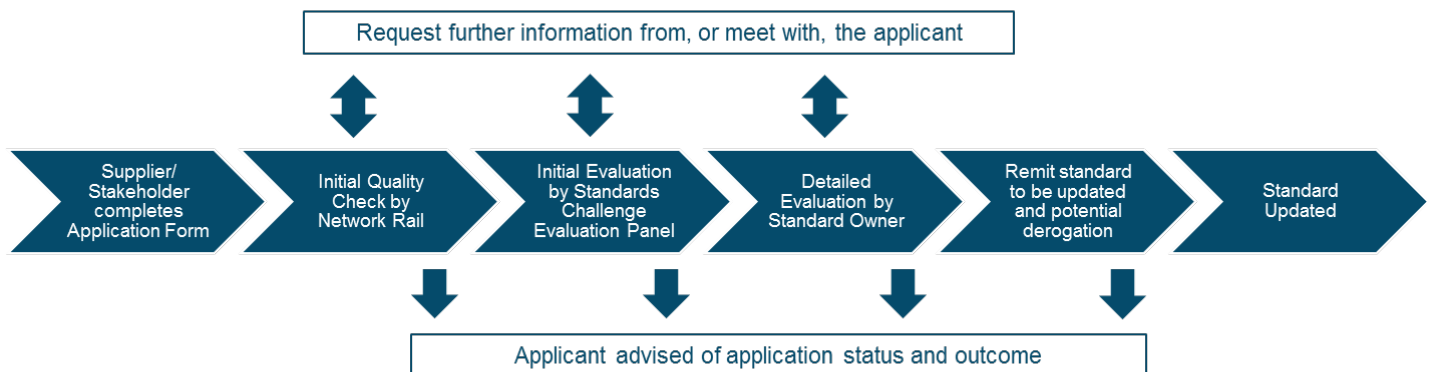 Request further information from, or meet with, the applicant
Supplier/
Stakeholder
completes
Application Form
Initial Quality
Check by
Network Rail
Initial Evaluation
by Standards
Challenge
Evaluation Panel
Detailed
Evaluation by
Standard Owner
Remit standard
to be updated
and potential
derogation
Standard
Updated
Applicant advised of application status and outcome